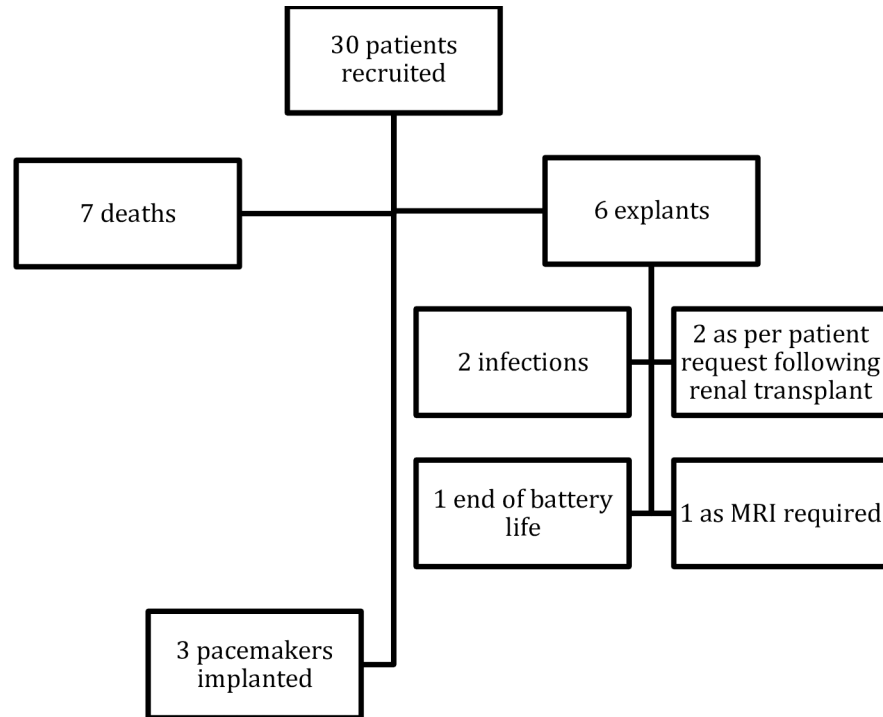 30 patients
recruited
7 deaths
6 explants
2 infections
2 as per patient
request following
renal transplant
1 end of battery
life
1 as MRI required
3 pacemakers
implanted